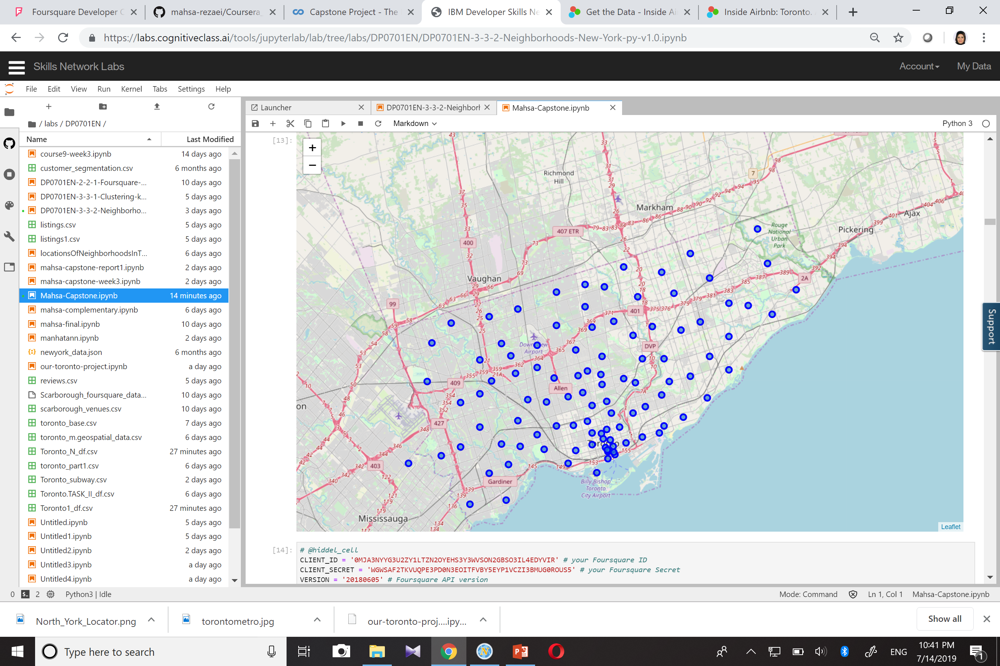 Foursquare Developer C
mahsa-rezaei/Coursera_
Capstone Project - The
IBM Developer Skills Ne
Get the Data - Inside Ai
Inside Airbnb: Toronto.
https://labs.cognitiveclass.ai/tools/jupyterlab/lab/tree/labs/DP0701EN/DP0701EN-3-3-2-Neighborhoods-New-York-py-v1.0.ipynb
Skills Network Labs
Account
My Data
File Edit View Run Kernel Tabs Settings Help
/ labs / DP0701EN /
Name Last Modified
course9-week3.ipynb 14 days ago
customer_segmentation.csv 6 months ago
DP0701EN-2-2-1-Foursquare-... 10 days ago
DP0701EN-3-3-1-Clustering-k... 5 days ago
DP0701EN-3-3-2-Neighborho... 3 days ago
listings.csv 5 days ago
listings1.csv 5 days ago
locationsOfNeighborhoodsInT... 6 days ago
mahsa-capstone-report1.ipynb 2 days ago
mahsa-capstone-week3.ipynb 2 days ago
Mahsa-Capstone.ipynb 14 minutes ago
mahsa-complementary.ipynb 6 days ago
mahsa-final.ipynb 10 days ago
manhatann.ipynb 2 days ago
newyork_data.json 6 months ago
our-toronto-project.ipynb a day ago
reviews.csv 5 days ago
Scarborough_foursquare_data... 10 days ago
scarborough_venues.csv 10 days ago
toronto_base.csv 7 days ago
toronto_m.geospatial_data.csv 6 days ago
Toronto_N_df.csv 27 minutes ago
toronto_part1.csv 6 days ago
Toronto_subway.csv 2 days ago
Toronto.TASK_II_df.csv 6 days ago
Toronto1_df.csv 27 minutes ago
Untitled.ipynb 5 days ago
Untitled1.ipynb 5 days ago
Untitled2.ipynb 2 days ago
Untitled3.ipynb a day ago
Untitled4.ipynb a day ago
Launcher
DP0701EN-3-3-2-Neighborh
Mahsa-Capstone.ipynb
Markdown
Python 3
[13]:
+
−
Richmond
Hill
Markham
Ajax
Pickering
Rouge
National
Urban
Park
407 ETR
400
7
Vaughan
99
2A
401
DVP
Downsview
Airport
409
Allen
427
403
Toronto
Gardiner
Billy Bishop
Toronto
City Airport
Mississauga
on
Leaflet
Support
[14]:
# @hiddel_cell
CLIENT_ID = '0MJA3NYYG3U2ZY1LTZN2OYEHS3Y3WVSON2GBSO3IL4EDYVIR' # your Foursquare ID
CLIENT_SECRET = 'WGWSAF2TKVUQPE3PD0N3EOITFVBY5EYP1VCZI3BMUG0ROUS5' # your Foursquare Secret
VERSION = '20180605' # Foursquare API version
0 2 Python3 | Idle
Mode: Command
Ln 1, Col 1
Mahsa-Capstone.ipynb
North_York_Locator.png
torontometro.jpg
our-toronto-proj....ipy...
Show all
Type here to search
ENG
10:41 PM
7/14/2019
1